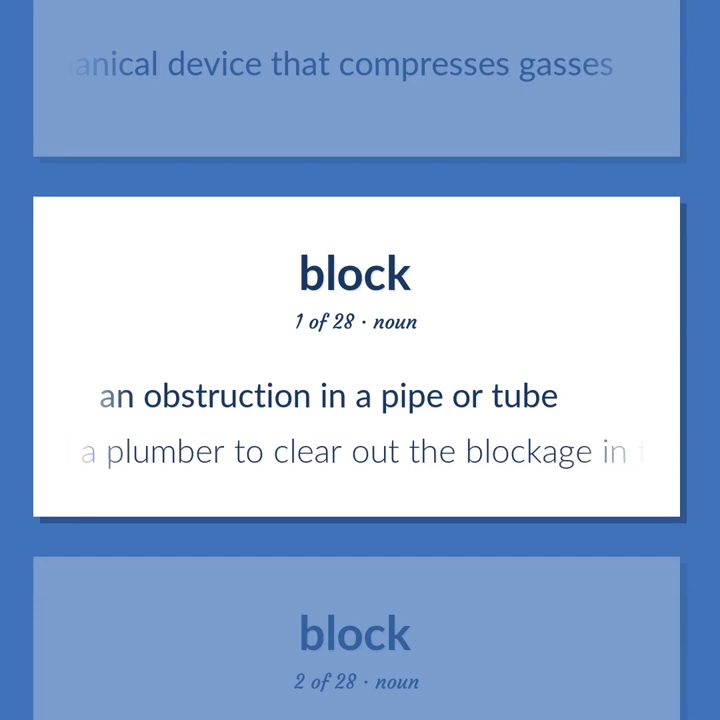 device that compresses gasses
block
1 of 28 · noun
an obstruction in a pipe or tube
a plumber to clear out the blockage in
block
2 of 28 · noun